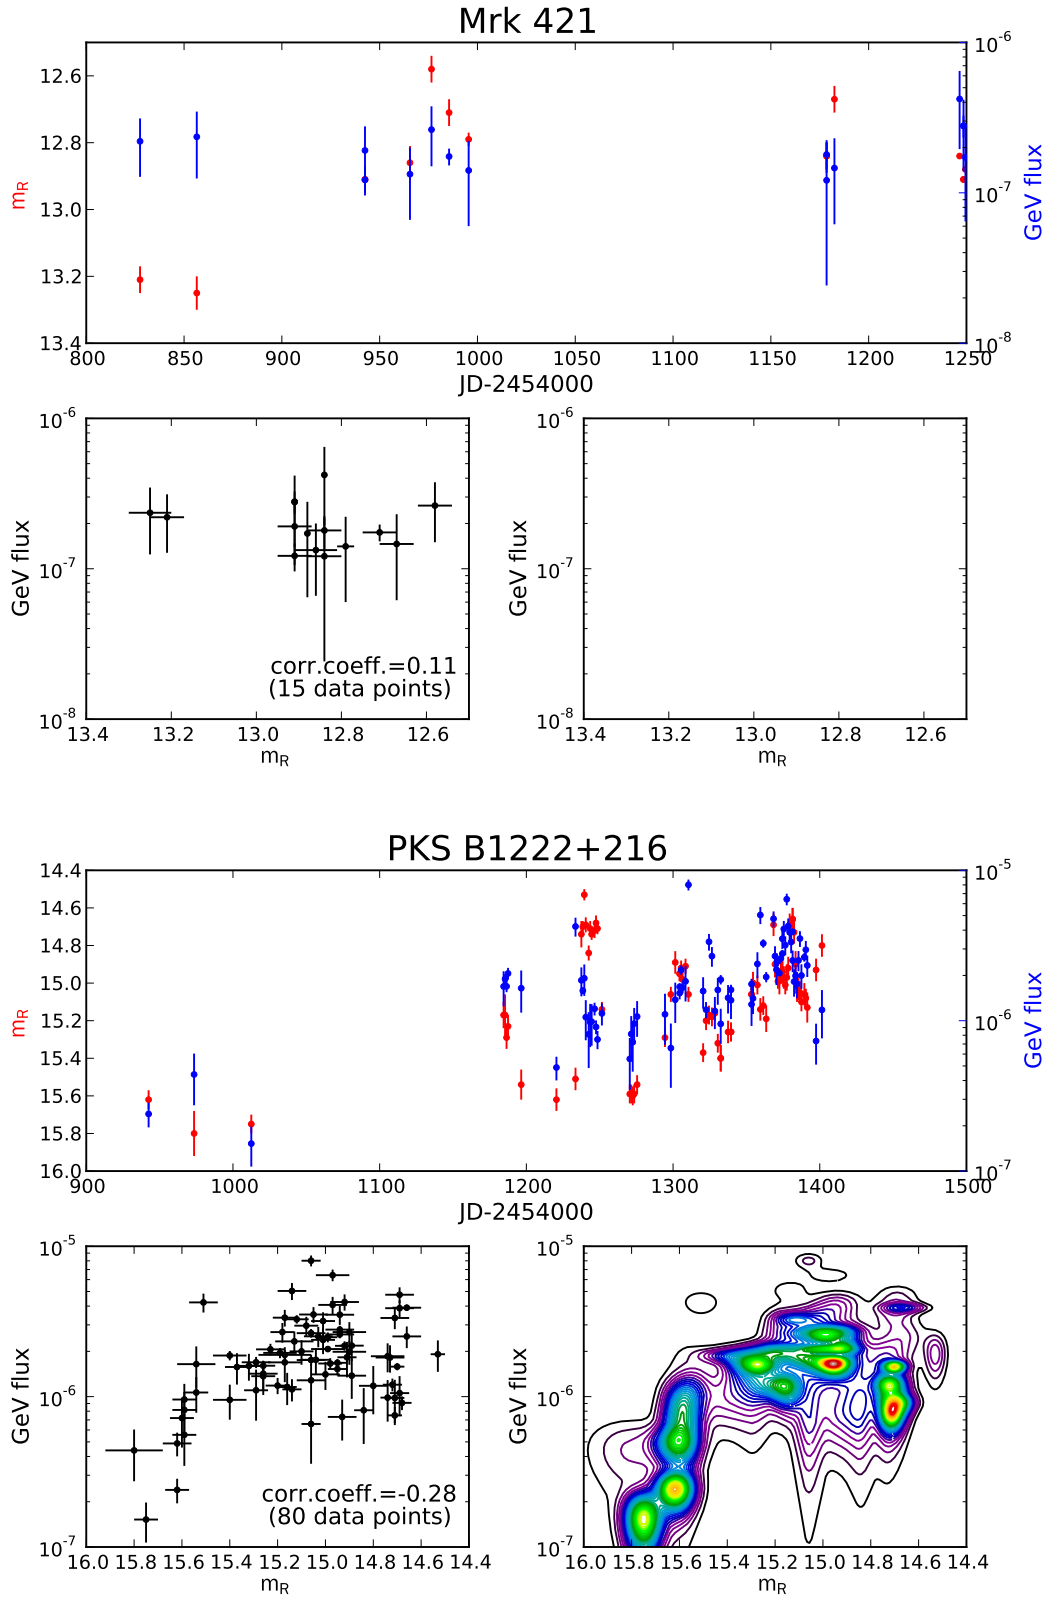 Mrk 421
12.6
12.8
13.0
13.2
13.4
m_R
10^-6
10^-7
10^-8
GeV flux
800 850 900 950 1000 1050 1100 1150 1200 1250
JD-2454000
10^-6
10^-7
10^-8
GeV flux
corr.coeff.=0.11
(15 data points)
13.4 13.2 13.0 12.8 12.6
m_R
10^-6
10^-7
10^-8
GeV flux
13.4 13.2 13.0 12.8 12.6
m_R
PKS B1222+216
14.4
14.6
14.8
15.0
15.2
15.4
15.6
15.8
16.0
m_R
10^-5
10^-6
10^-7
GeV flux
900 1000 1100 1200 1300 1400 1500
JD-2454000
10^-5
10^-6
10^-7
GeV flux
corr.coeff.=-0.28
(80 data points)
16.0 15.8 15.6 15.4 15.2 15.0 14.8 14.6 14.4
m_R
10^-5
10^-6
10^-7
GeV flux
16.0 15.8 15.6 15.4 15.2 15.0 14.8 14.6 14.4
m_R